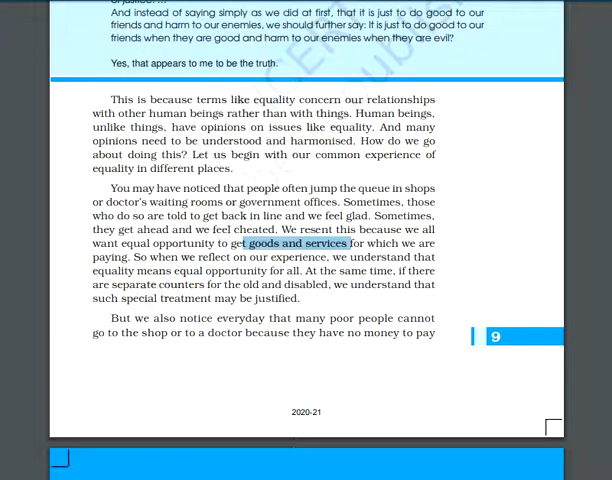 And instead of saying simply as we did at first, that it is just to do good to our
friends and harm to our enemies, we should further say: It is just to do good to our
friends when they are good and harm to our enemies when they are evil?
Yes, that appears to me to be the truth.
This is because terms like equality concern our relationships
with other human beings rather than with things. Human beings,
unlike things, have opinions on issues like equality. And many
opinions need to be understood and harmonised. How do we go
about doing this? Let us begin with our common experience of
equality in different places.
You may have noticed that people often jump the queue in shops
or doctor's waiting rooms or government offices. Sometimes, those
who do so are told to get back in line and we feel glad. Sometimes,
they get ahead and we feel cheated. We resent this because we all
want equal opportunity to get goods and services for which we are
paying. So when we reflect on our experience, we understand that
equality means equal opportunity for all. At the same time, if there
are separate counters for the old and disabled, we understand that
such special treatment may be justified.
But we also notice everyday that many poor people cannot
go to the shop or to a doctor because they have no money to pay
9
2020-21